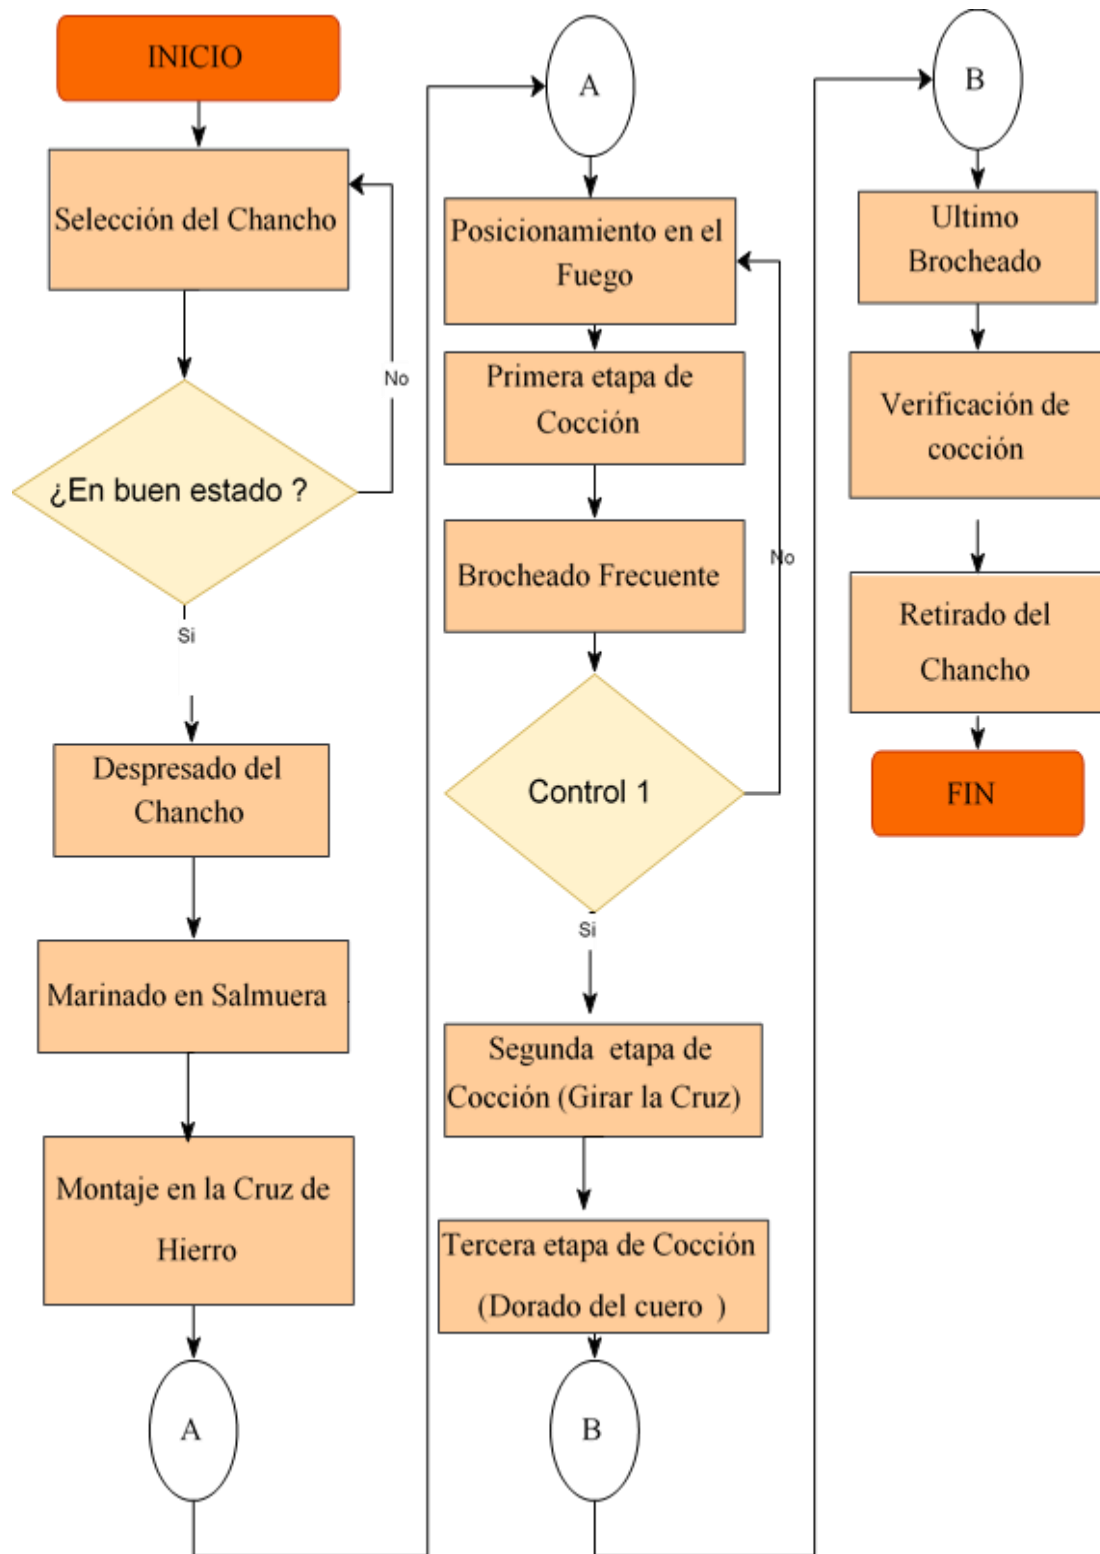 INICIO
Selección del Chancho
No
¿En buen estado ?
Si
Despresado del
Chancho
Marinado en Salmuera
Montaje en la Cruz de
Hierro
A
A
Posicionamiento en el
Fuego
Primera etapa de
Cocción
Brocheado Frecuente
No
Control 1
Si
Segunda etapa de
Cocción (Girar la Cruz)
Tercera etapa de Cocción
(Dorado del cuero )
B
B
Ultimo
Brocheado
Verificación de
cocción
Retirado del
Chancho
FIN